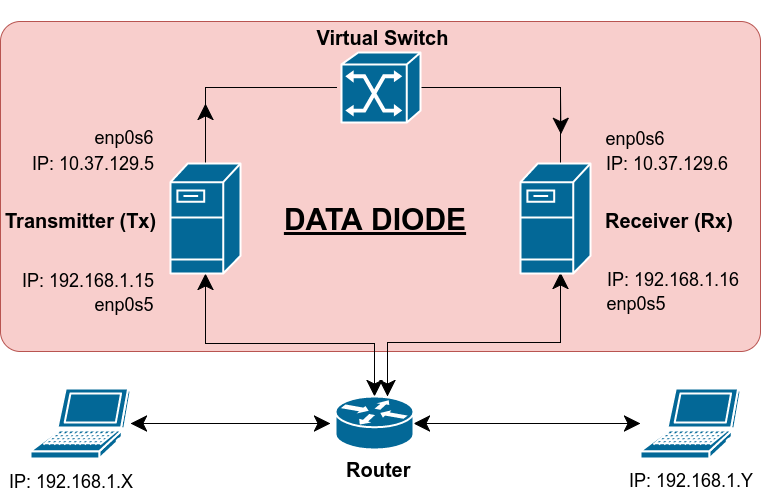 Virtual Switch
enp0s6
IP: 10.37.129.5
enp0s6
IP: 10.37.129.6
Transmitter (Tx)
DATA DIODE
Receiver (Rx)
IP: 192.168.1.15
enp0s5
IP: 192.168.1.16
enp0s5
Router
IP: 192.168.1.X
IP: 192.168.1.Y